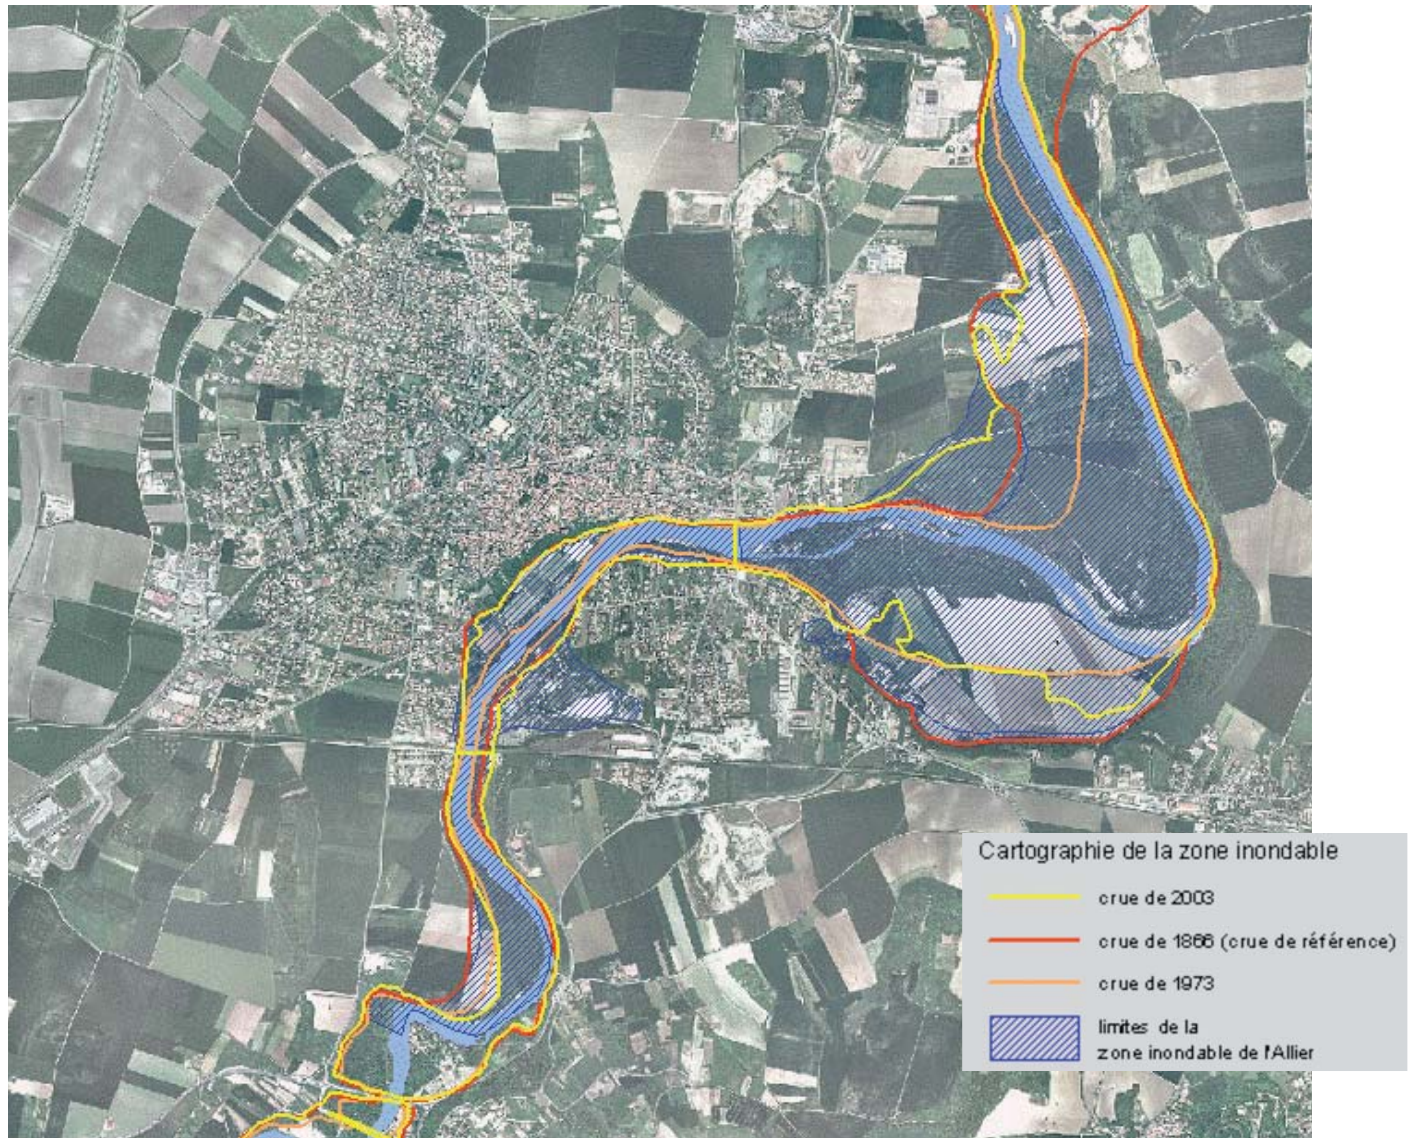 Cartographie de la zone inondable
crue de 2003
crue de 1866 (crue de référence)
crue de 1973
limites de la
zone inondable de l'Allier